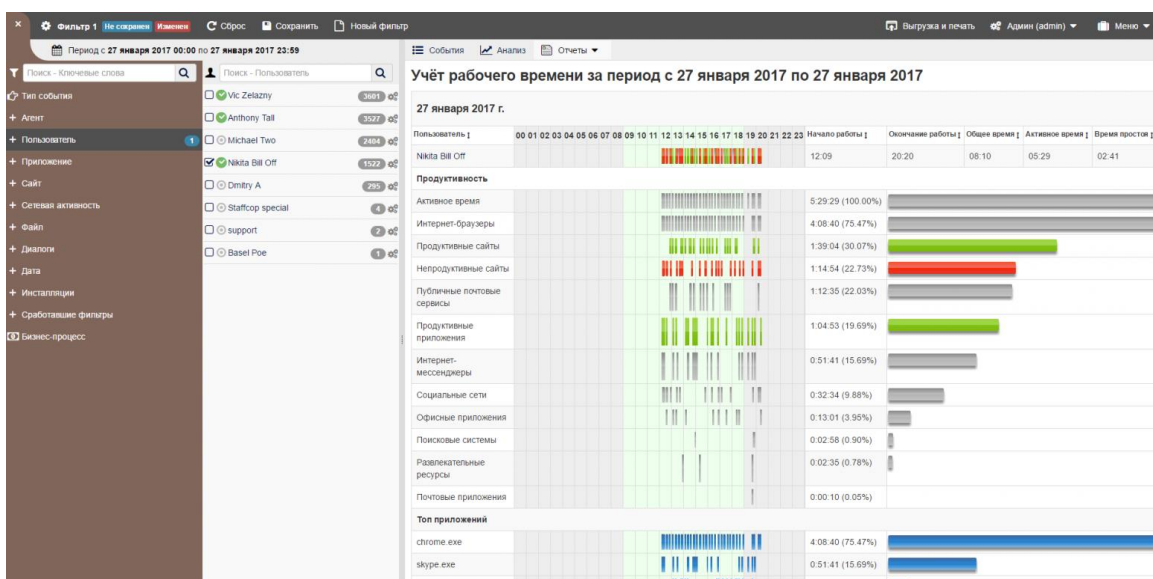 × Фильтр 1 Не сохранен Изменен Сброс Сохранить Новый фильтр Выгрузка и печать Админ (admin) Меню
Период с 27 января 2017 00:00 по 27 января 2017 23:59
События Анализ Отчеты
Поиск - Ключевые слова
Тип события
+ Агент
+ Пользователь 1
+ Приложение
+ Сайт
+ Сетевая активность
+ Файл
+ Диалоги
+ Дата
+ Инсталляции
+ Сработавшие фильтры
Бизнес-процесс
Поиск - Пользователь
Vic Zelazny 3601
Anthony Tall 3527
Michael Two 2404
Nikita Bill Off 1522
Dmitry A 295
Staffcop special 4
support 2
Basel Poe 1
Учёт рабочего времени за период с 27 января 2017 по 27 января 2017
27 января 2017 г.
Пользователь 00 01 02 03 04 05 06 07 08 09 10 11 12 13 14 15 16 17 18 19 20 21 22 23 Начало работы Окончание работы Общее время Активное время Время простоя
Nikita Bill Off 12:09 20:20 08:10 05:29 02:41
Продуктивность
Активное время 5:29:29 (100.00%)
Интернет-браузеры 4:08:40 (75.47%)
Продуктивные сайты 1:39:04 (30.07%)
Непродуктивные сайты 1:14:54 (22.73%)
Публичные почтовые
сервисы 1:12:35 (22.03%)
Продуктивные
приложения 1:04:53 (19.69%)
Интернет-
мессенджеры 0:51:41 (15.69%)
Социальные сети 0:32:34 (9.88%)
Офисные приложения 0:13:01 (3.95%)
Поисковые системы 0:02:58 (0.90%)
Развлекательные
ресурсы 0:02:35 (0.78%)
Почтовые приложения 0:00:10 (0.05%)
Топ приложений
chrome.exe 4:08:40 (75.47%)
skype.exe 0:51:41 (15.69%)